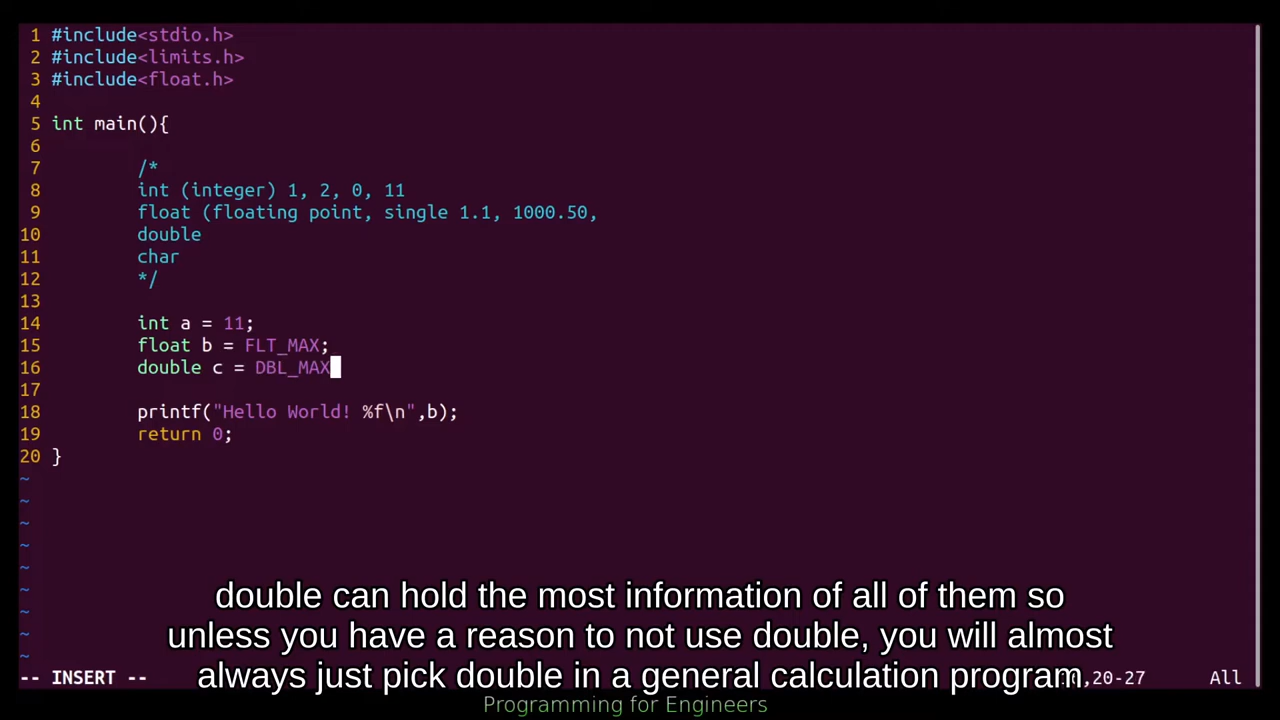 1 #include<stdio.h>
2 #include<limits.h>
3 #include<float.h>
4
5 int main(){
6
7 /*
8 int (integer) 1, 2, 0, 11
9 float (floating point, single 1.1, 1000.50,
10 double
11 char
12 */
13
14 int a = 11;
15 float b = FLT_MAX;
16 double c = DBL_MAX
17
18 printf("Hello World! %f\n",b);
19 return 0;
20 }
~
~
~
~
~
~
~
~
~
double can hold the most information of all of them so
unless you have a reason to not use double, you will almost
always just pick double in a general calculation program
-- INSERT -- ,20-27 All
Programming for Engineers